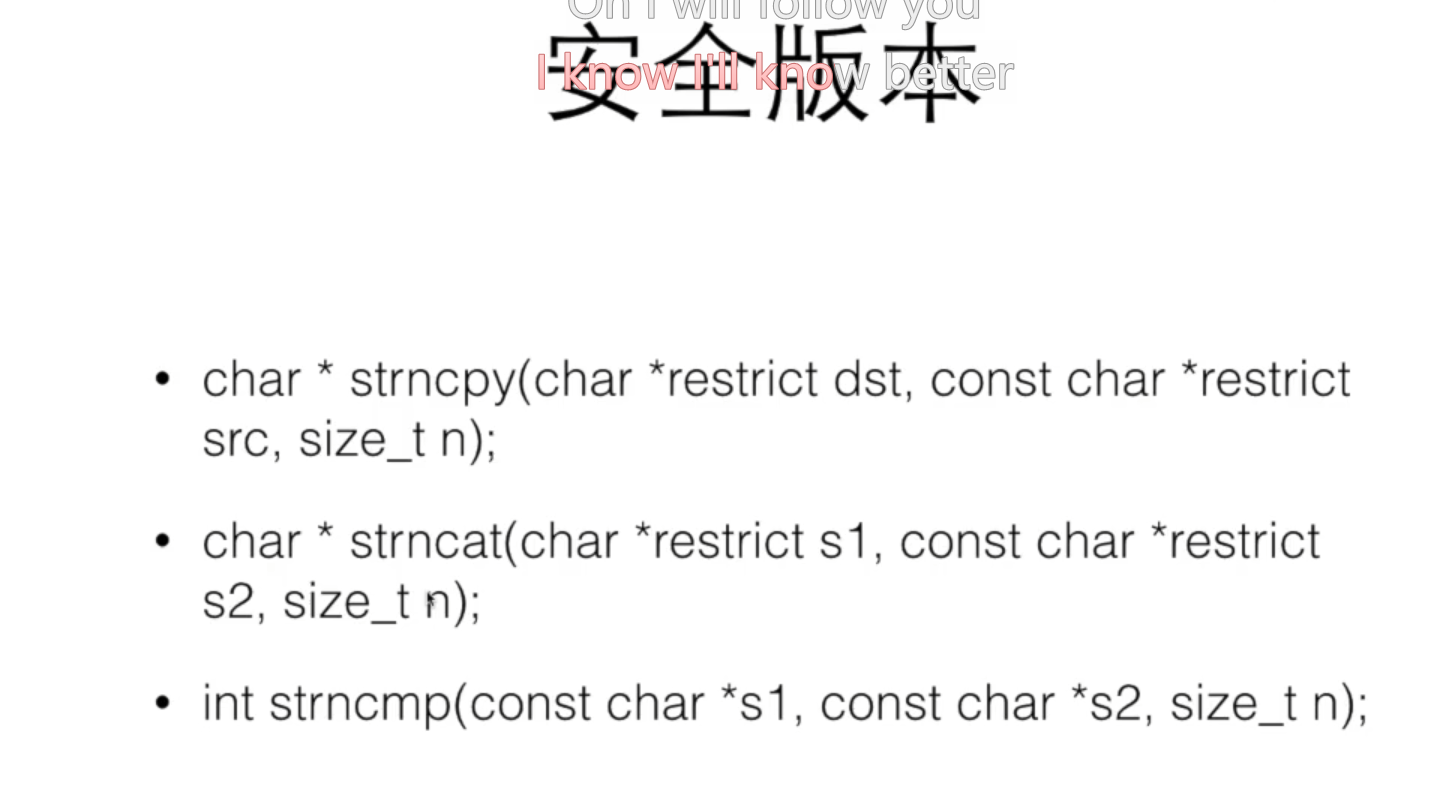 Oh I will follow you
I know I'll know better
安全版本
• char * strncpy(char *restrict dst, const char *restrict
src, size_t n);
• char * strncat(char *restrict s1, const char *restrict
s2, size_t n);
• int strncmp(const char *s1, const char *s2, size_t n);